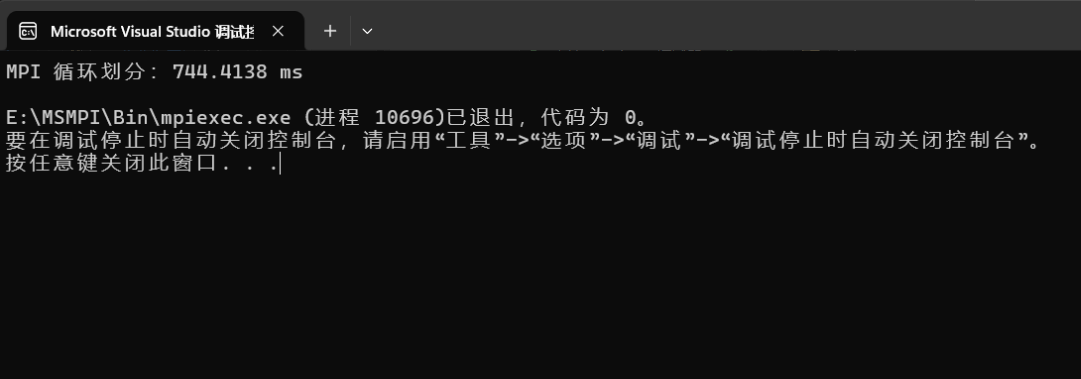 Microsoft Visual Studio 调试
MPI 循环划分：744.4138 ms
E:\MSMPI\Bin\mpiexec.exe (进程 10696)已退出，代码为 0。
要在调试停止时自动关闭控制台，请启用“工具”->“选项”->“调试”->“调试停止时自动关闭控制台”。
按任意键关闭此窗口. . .